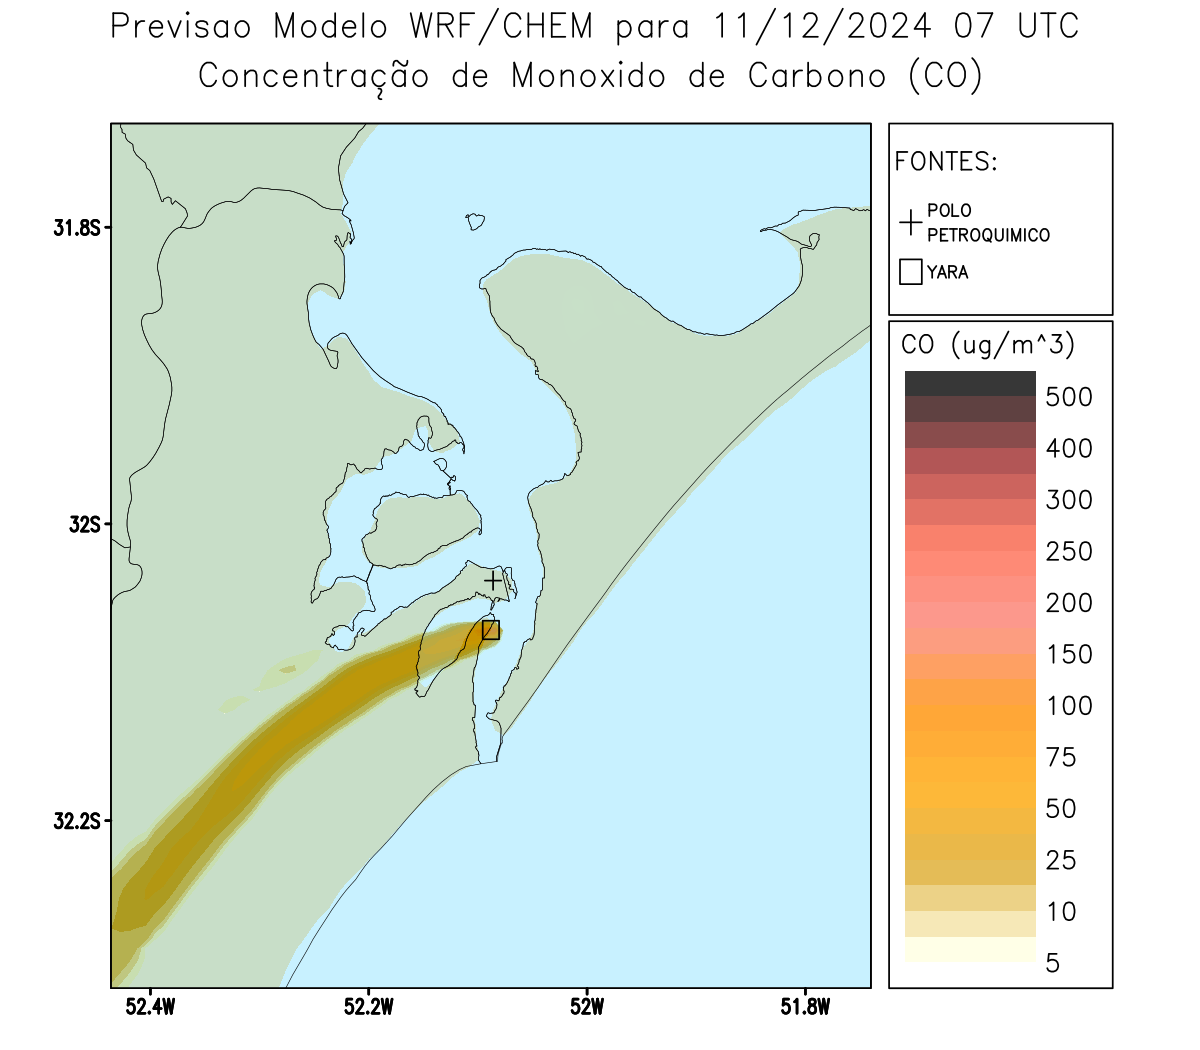 Previsao Modelo WRF/CHEM para 11/12/2024 07 UTC
Concentração de Monoxido de Carbono (CO)
FONTES:
POLO
PETROQUIMICO
YARA
CO (ug/m^3)
500
400
300
250
200
150
100
75
50
25
10
5
31.8S
32S
32.2S
52.4W
52.2W
52W
51.8W